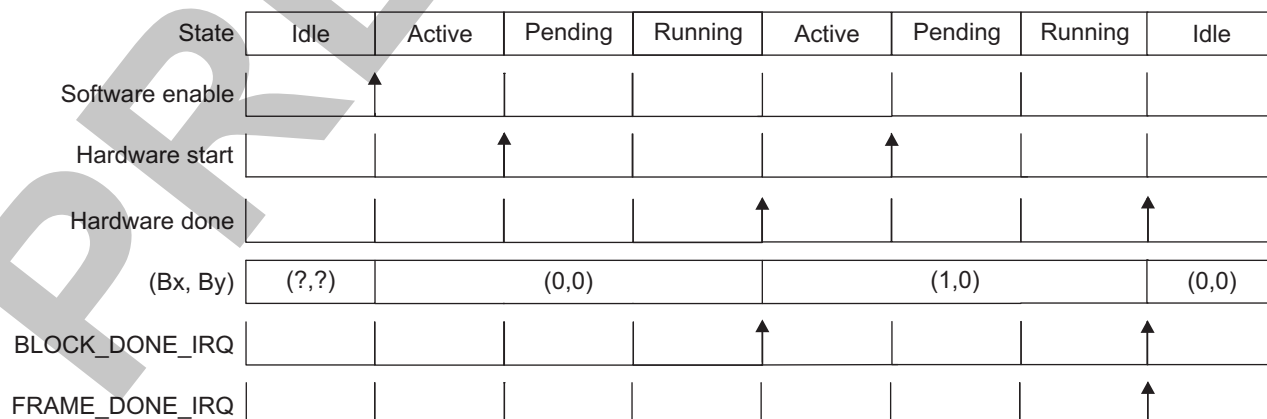 State Idle Active Pending Running Active Pending Running Idle
Software enable
Hardware start
Hardware done
(Bx, By) (?,?) (0,0) (1,0) (0,0)
BLOCK_DONE_IRQ
FRAME_DONE_IRQ